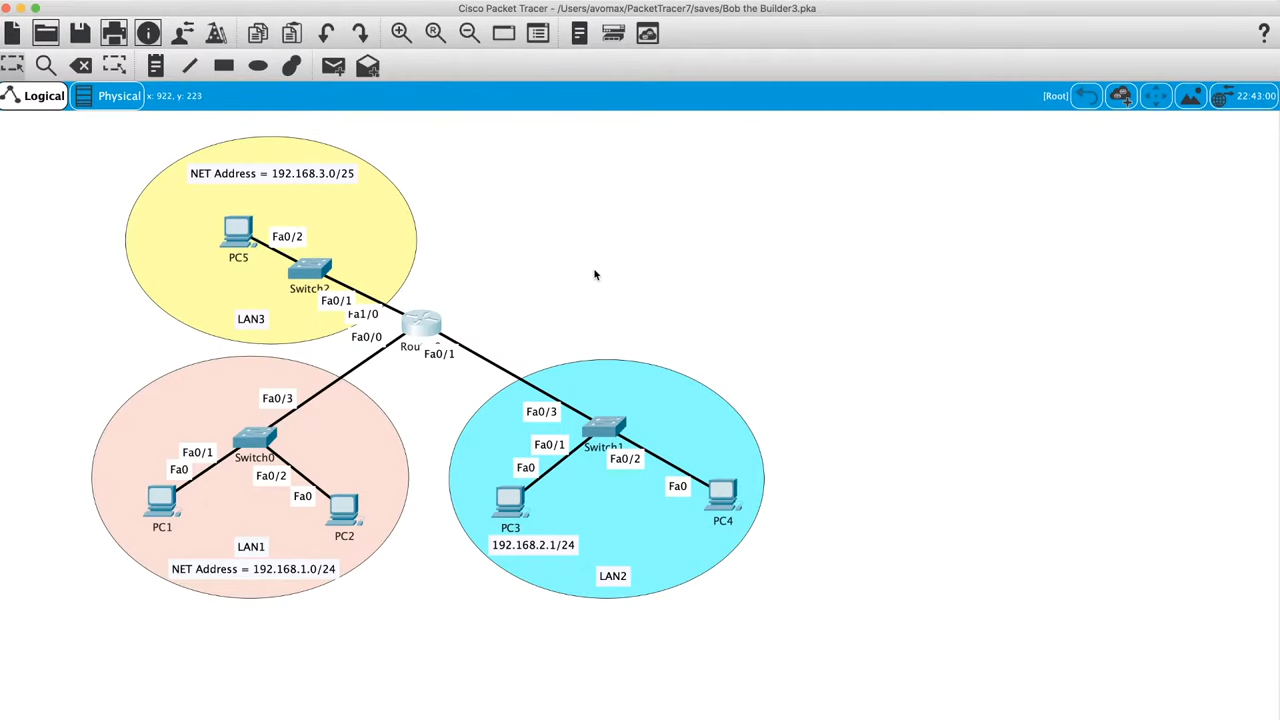 Cisco Packet Tracer - /Users/avomax/PacketTracer7/saves/Bob the Builder3.pka
?
Logical
Physical
x: 922, y: 223
[Root]
22:43:00
NET Address = 192.168.3.0/25
PC5
Fa0/2
Switch2
Fa0/1
Fa1/0
LAN3
Fa0/0
Fa0/1
Fa0/3
Fa0/3
Switch0
Fa0/1
Fa0
Fa0/2
Fa0
PC1
PC2
LAN1
NET Address = 192.168.1.0/24
Switch1
Fa0/1
Fa0/2
Fa0
Fa0
PC3
PC4
192.168.2.1/24
LAN2